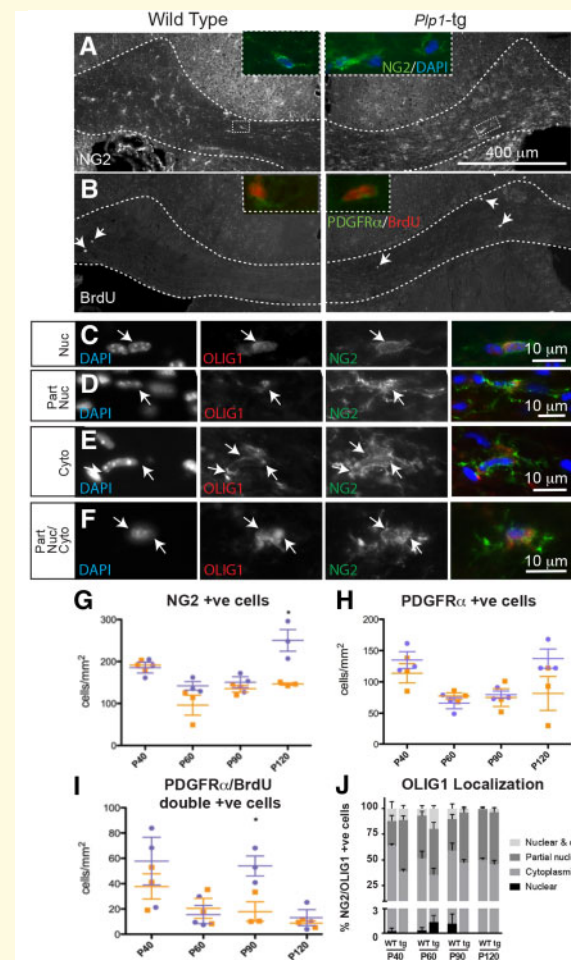 Wild Type Plp1-tg
A
NG2/DAPI
NG2
400 µm
B
PDGFRα/BrdU
BrdU
Nuc
C
DAPI OLIG1 NG2 10 µm
Part Nuc
D
DAPI OLIG1 NG2 10 µm
Cyto
E
DAPI OLIG1 NG2 10 µm
Part Nuc/ Cyto
F
DAPI OLIG1 NG2 10 µm
G NG2 +ve cells
cells/mm²
300
200
100
0
*
P40 P60 P90 P120
H PDGFRα +ve cells
cells/mm²
200
150
100
50
0
P40 P60 P90 P120
I PDGFRα/BrdU
double +ve cells
cells/mm²
100
80
60
40
20
0
*
P40 P60 P90 P120
J OLIG1 Localization
% NG2/OLIG1 +ve cells
100
75
50
25
3
0
Nuclear &
Partial nucl
Cytoplasm
Nuclear
WT tg WT tg WT tg WT tg
P40 P60 P90 P120